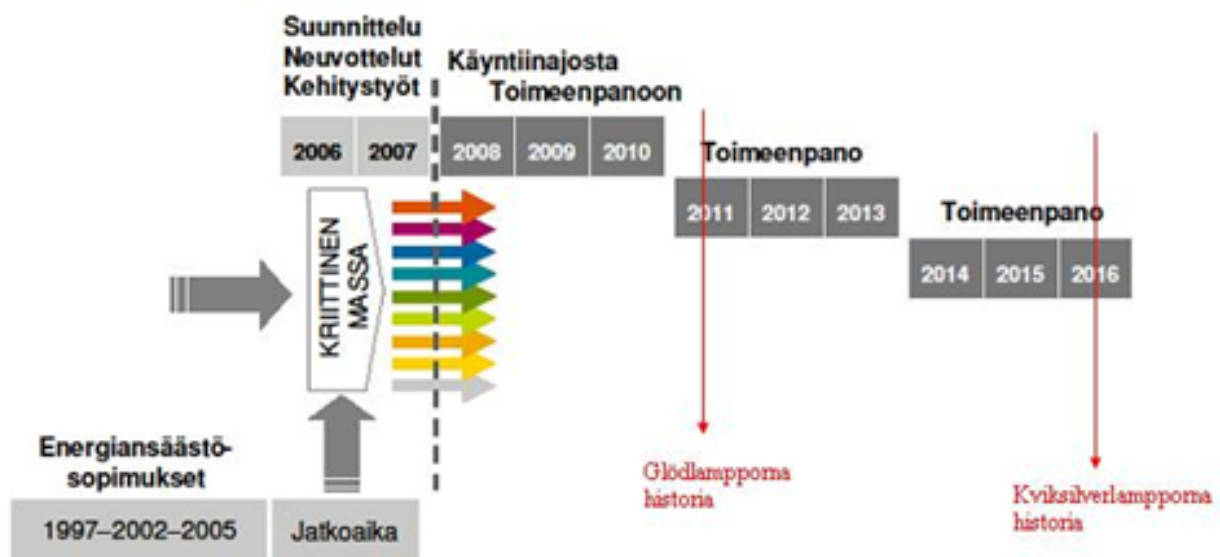 Suunnittelu
Neuvottelut
Kehitystyöt
Käyntiinajosta
Toimeenpanoon
2006 2007 2008 2009 2010
Toimeenpano
2011 2012 2013
Toimeenpano
2014 2015 2016
KRIITTINEN
MASSA
Energiansäästö-
sopimukset
1997–2002–2005 Jatkoaika
Glödlampporna
historia
Kviksilverlampporna
historia